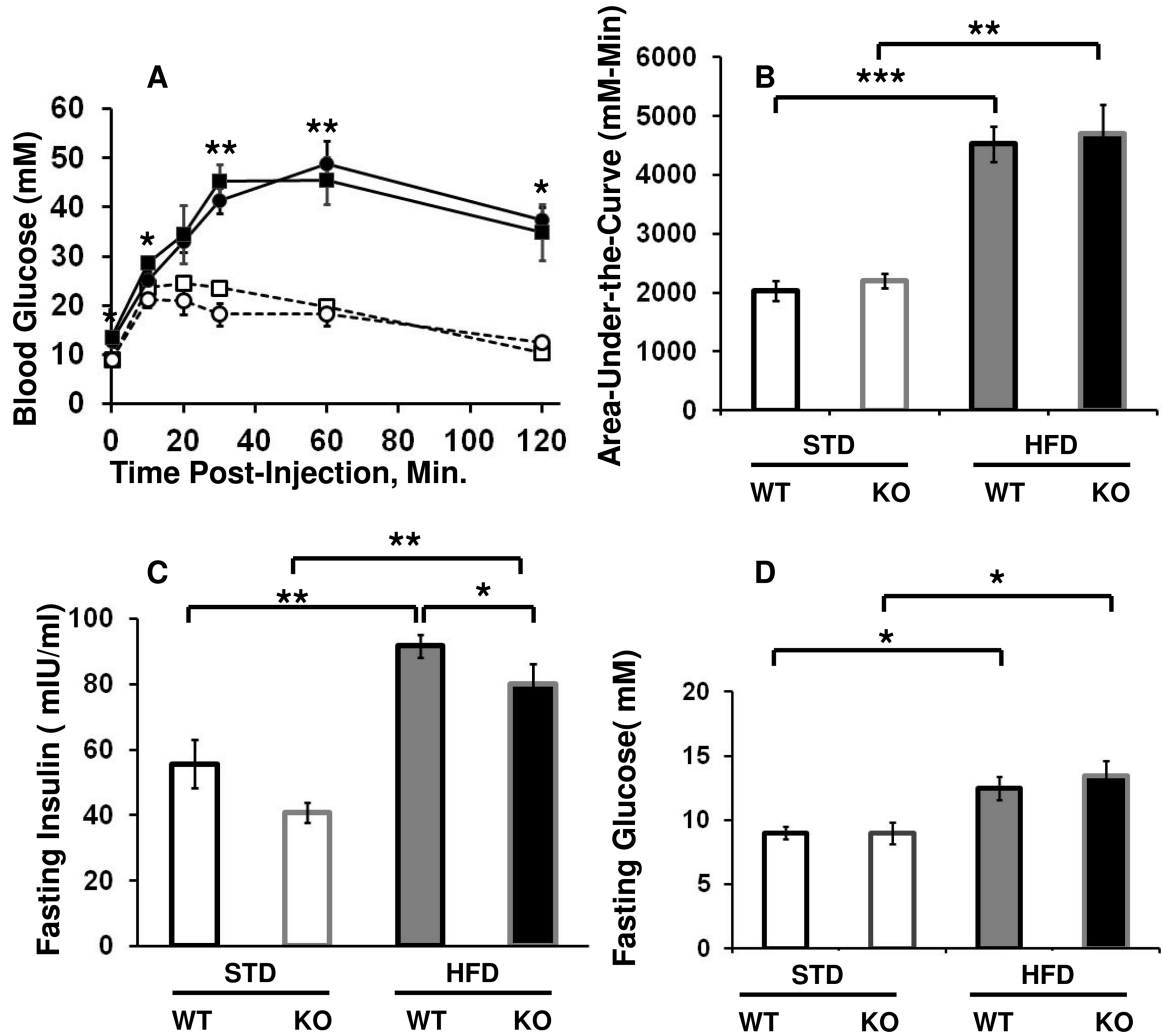 A
Blood Glucose (mM)
60
50
40
30
20
10
0
*
*
**
**
*
0 20 40 60 80 100 120
Time Post-Injection, Min.
B
Area-Under-the-Curve (mM-Min)
**
***
6000
5000
4000
3000
2000
1000
0
STD HFD
WT KO WT KO
C
Fasting Insulin ( mIU/ml)
**
** *
100
80
60
40
20
0
STD HFD
WT KO WT KO
D
Fasting Glucose( mM)
*
*
20
15
10
5
0
STD HFD
WT KO WT KO